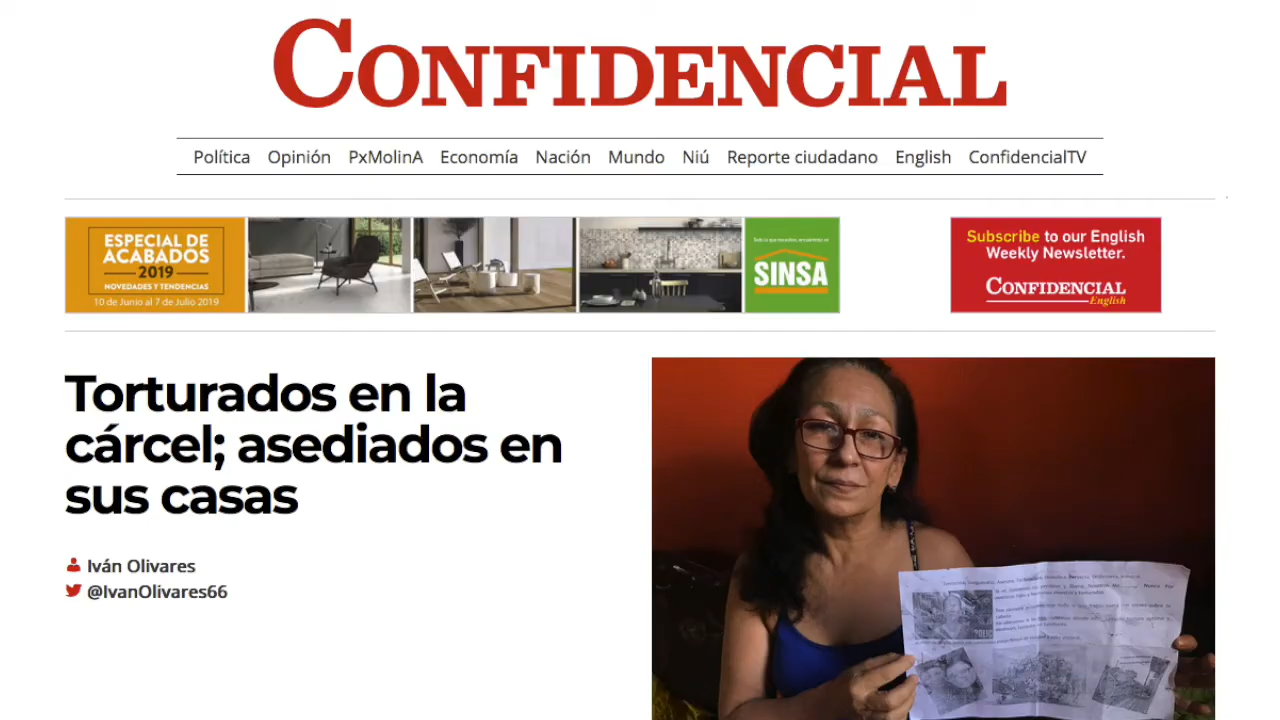 CONFIDENCIAL
Política Opinión PxMolinA Economía Nación Mundo Niú Reporte ciudadano English ConfidencialTV
ESPECIAL DE
ACABADOS
2019
NOVEDADES Y TENDENCIAS
10 de Junio al 7 de Julio 2019
SINSA
Subscribe to our English
Weekly Newsletter.
CONFIDENCIAL
English
Torturados en la
cárcel; asediados en
sus casas
Iván Olivares
@IvanOlivares66